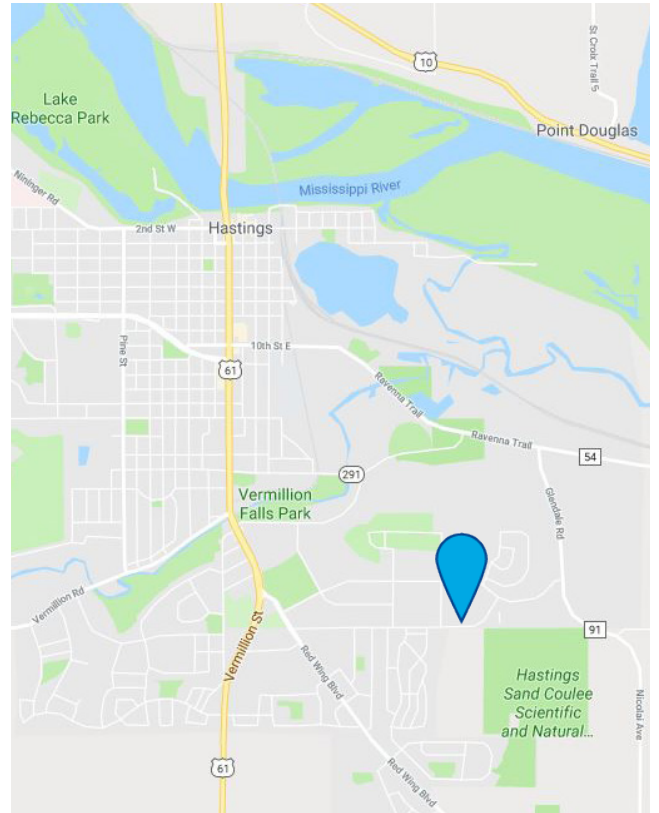 10
St Croix Trail S
Lake
Rebecca Park
Point Douglas
Mississippi River
Nininger Rd
2nd St W
Hastings
Pine St
10th St E
61
Ravenna Trail
Ravenna Trail
54
291
Glendale Rd
Vermillion
Falls Park
Vermillion Rd
91
Vermillion St
Red Wing Blvd
Hastings
Sand Coulee
Scientific
and Natural...
Nicolai Ave
61
Red Wing Blvd